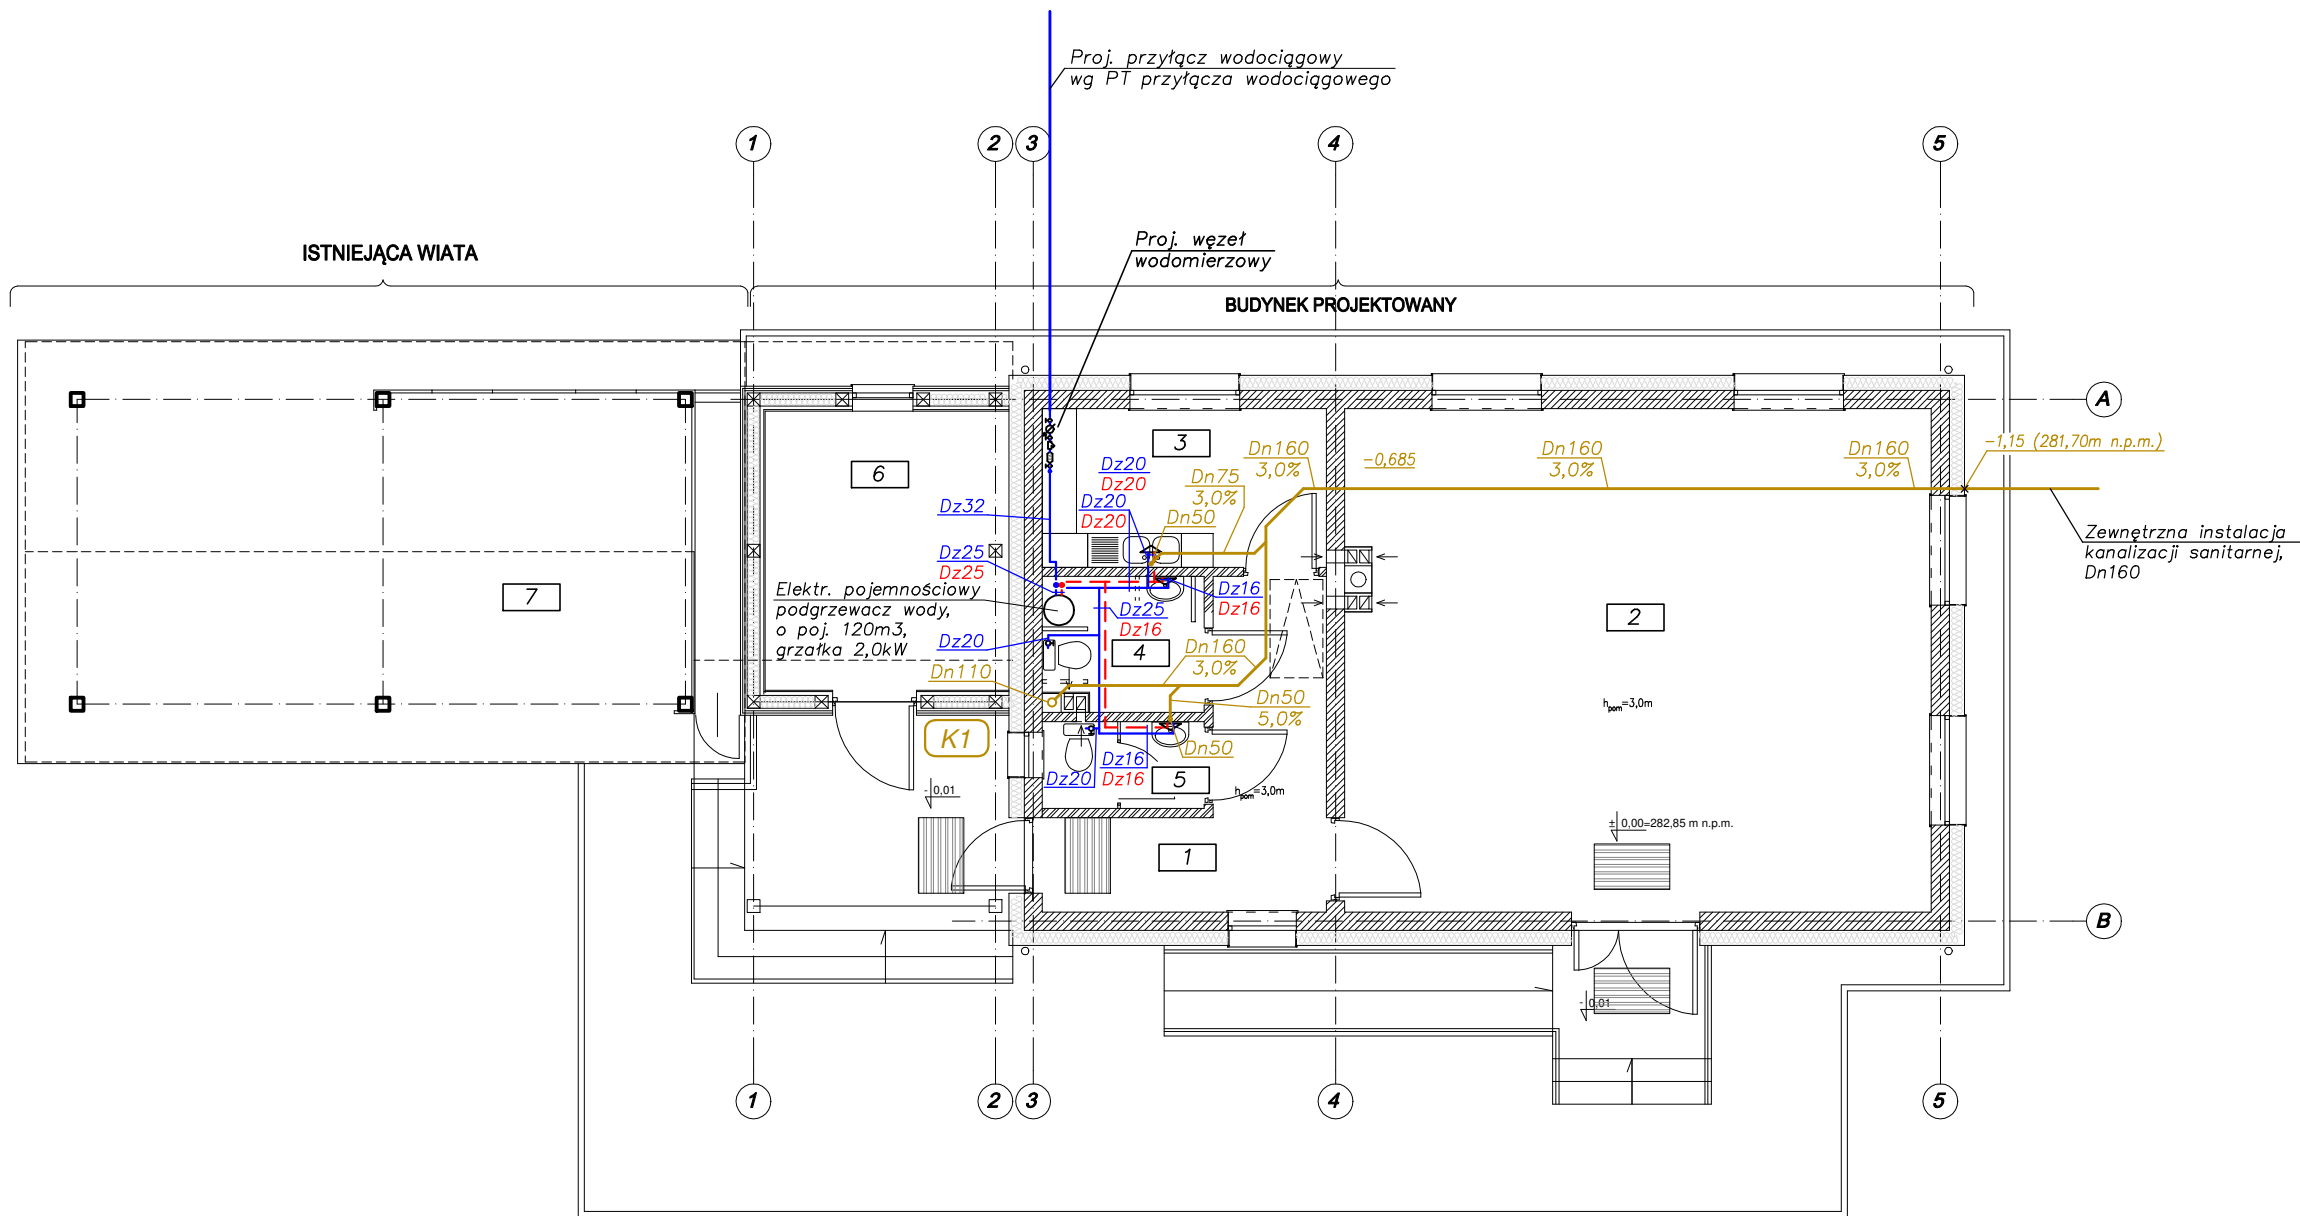 Proj. przyłącz wodociągowy
wg PT przyłącza wodociągowego
1
2
3
4
5
Proj. węzeł
wodomierzowy
ISTNIEJĄCA WIATA
BUDYNEK PROJEKTOWANY
A
3
Dn160
3,0%
-0,685
Dn160
3,0%
Dn160
3,0%
-1,15 (281,70m n.p.m.)
6
Dz20
Dz20
Dn75
3,0%
Dz32
Dz20
Dz20
Dn50
Zewnętrzna instalacja
kanalizacji sanitarnej,
Dn160
Dz25
Dz25
Elektr. pojemnościowy
podgrzewacz wody,
o poj. 120m3,
grzałka 2,0kW
7
Dz16
Dz16
Dz25
Dz16
2
Dz20
4
Dn160
3,0%
Dn110
Dn50
5,0%
hpom=3,0m
K1
Dn50
Dz16
Dz16
Dz20
5
hpom=3,0m
- 0,01
± 0,00=282,85 m n.p.m.
1
B
- 0,01
1
2
3
4
5